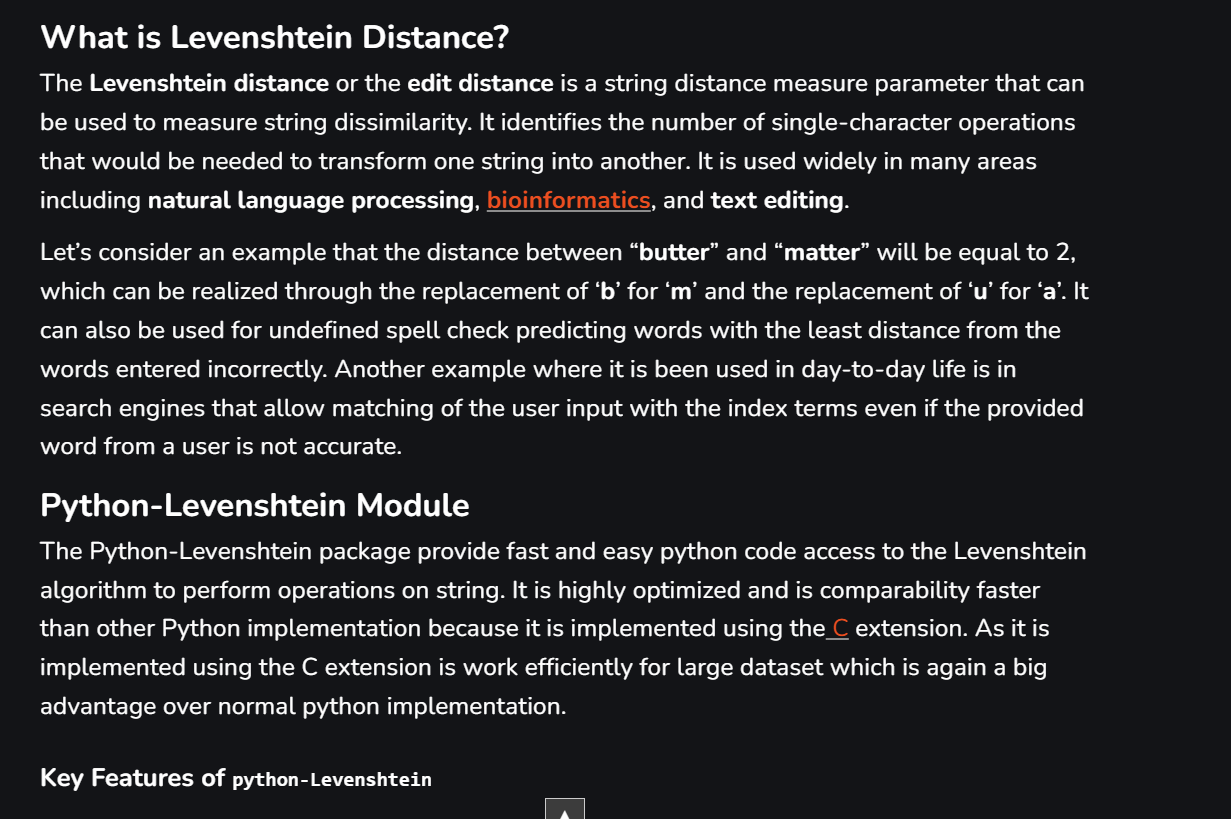 What is Levenshtein Distance?
The Levenshtein distance or the edit distance is a string distance measure parameter that can
be used to measure string dissimilarity. It identifies the number of single-character operations
that would be needed to transform one string into another. It is used widely in many areas
including natural language processing, bioinformatics, and text editing.
Let’s consider an example that the distance between “butter” and “matter” will be equal to 2,
which can be realized through the replacement of ‘b’ for ‘m’ and the replacement of ‘u’ for ‘a’. It
can also be used for undefined spell check predicting words with the least distance from the
words entered incorrectly. Another example where it is been used in day-to-day life is in
search engines that allow matching of the user input with the index terms even if the provided
word from a user is not accurate.
Python-Levenshtein Module
The Python-Levenshtein package provide fast and easy python code access to the Levenshtein
algorithm to perform operations on string. It is highly optimized and is comparability faster
than other Python implementation because it is implemented using the C extension. As it is
implemented using the C extension is work efficiently for large dataset which is again a big
advantage over normal python implementation.
Key Features of python-Levenshtein